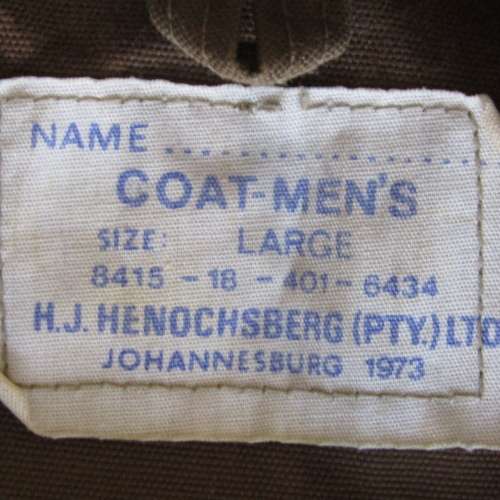 NAME ..............................
COAT-MEN'S
SIZE: LARGE
8415 - 18 - 401 - 6434
H.J. HENOCHSBERG (PTY.) LTD
JOHANNESBURG 1973